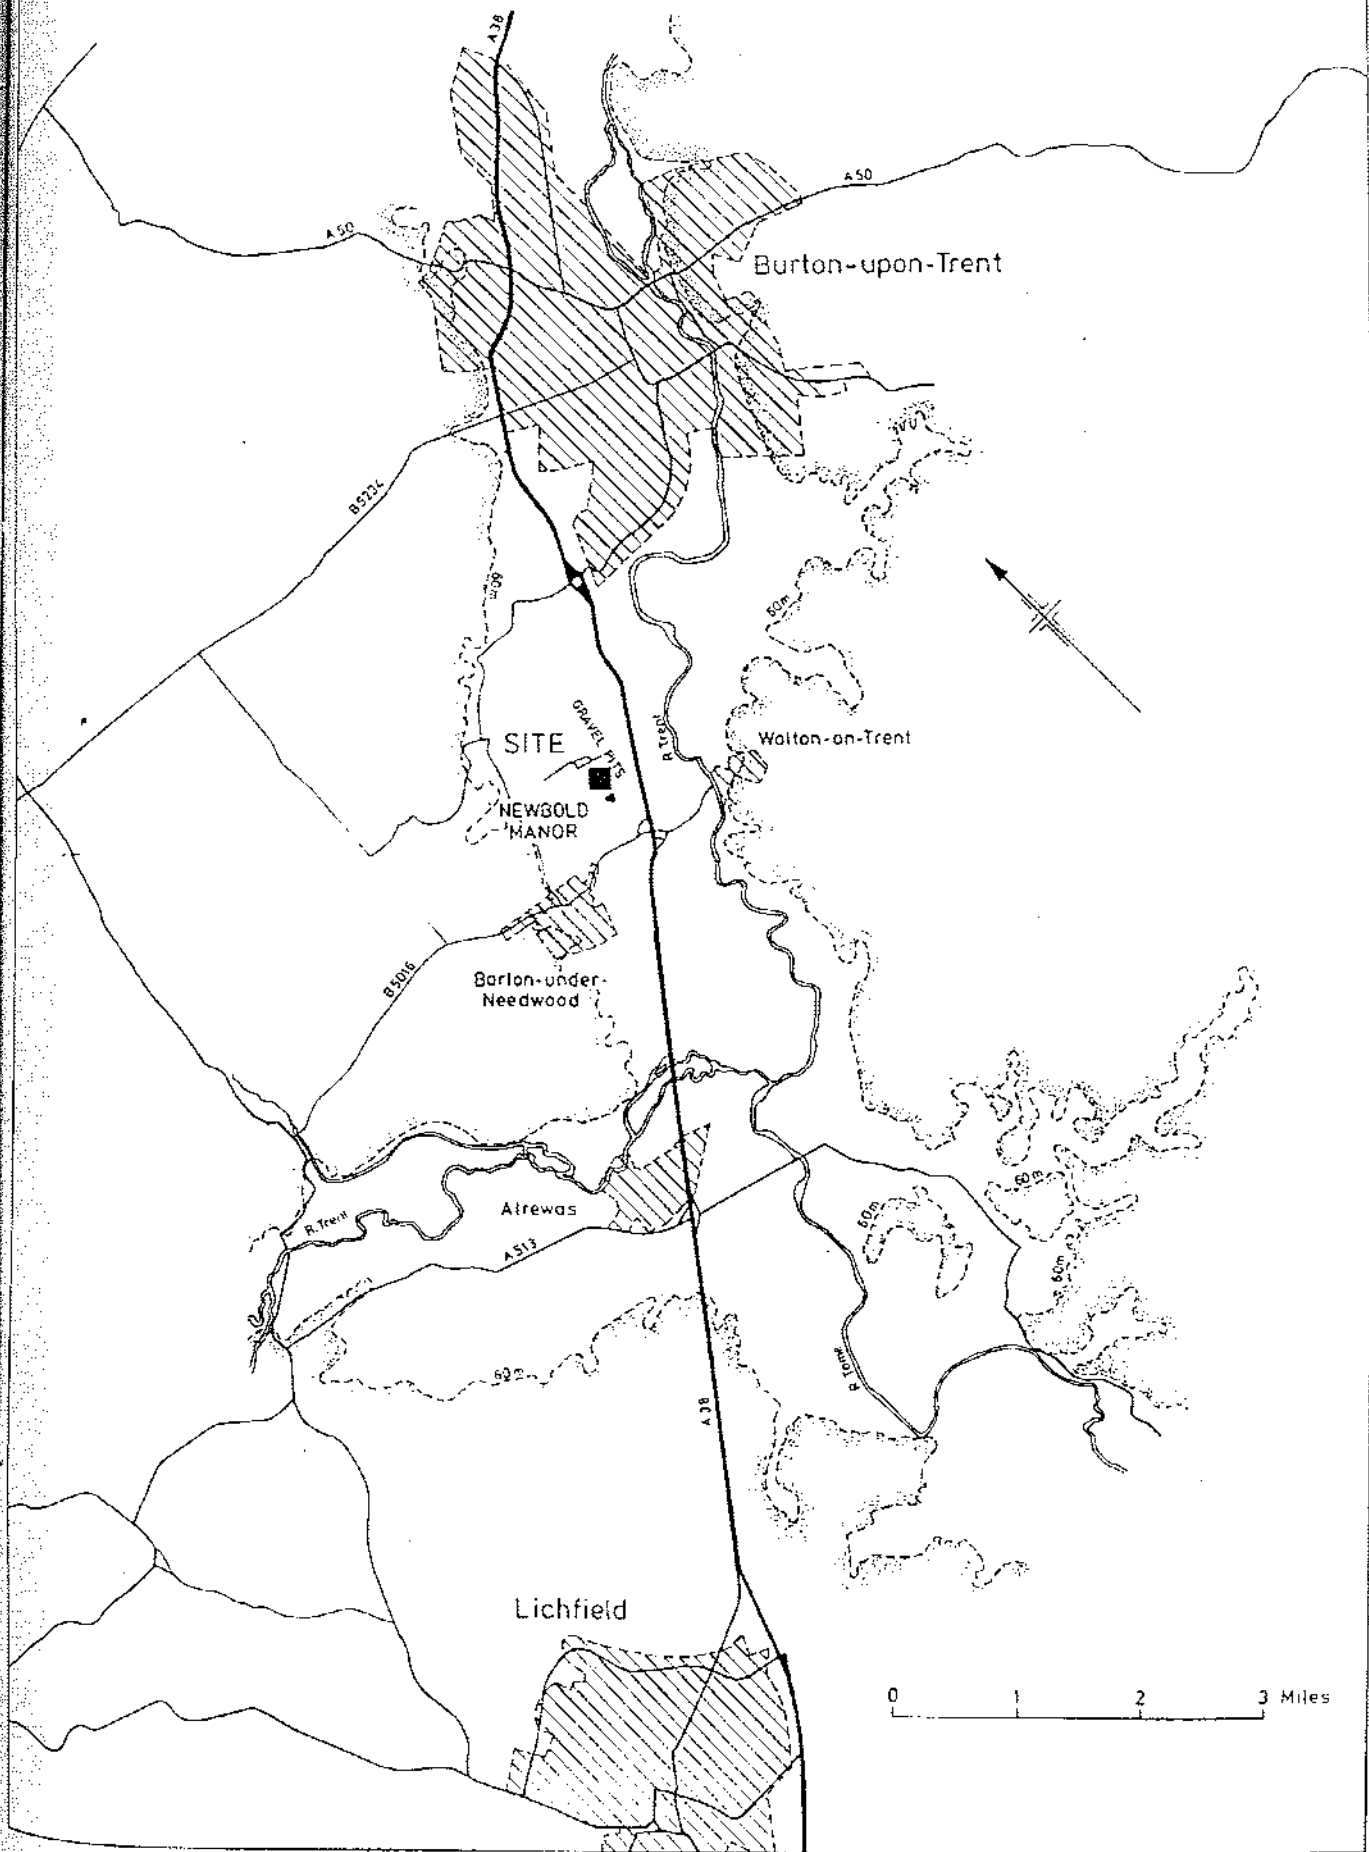 A38
A50
A50
Burton-upon-Trent
B5234
60m
60m
GRAVEL PITS
R. Trent
Walton-on-Trent
SITE
NEWBOLD
MANOR
B5016
Barton-under-
Needwood
60m
60m
60m
R. Trent
Alrewas
A513
60m
R. Tame
A38
Lichfield
0 1 2 3 Miles